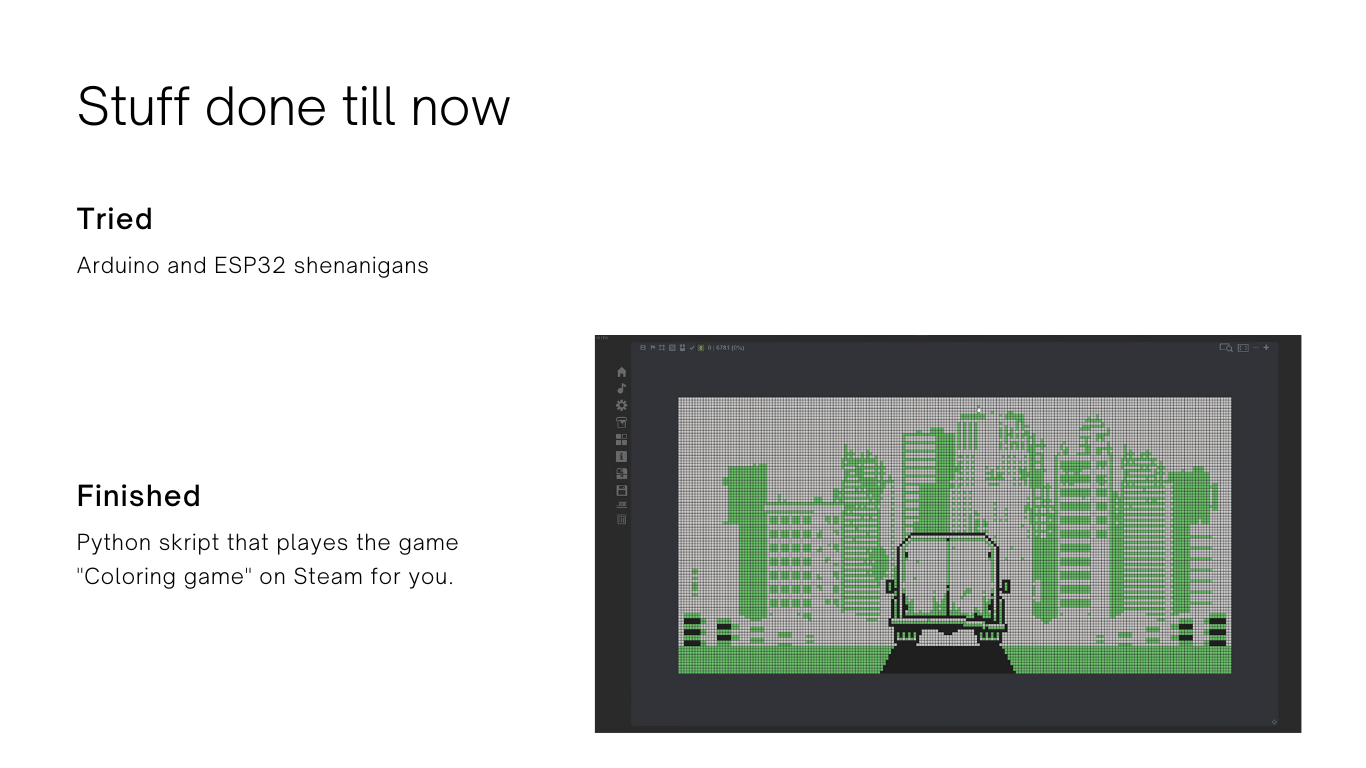 Stuff done till now
Tried
Arduino and ESP32 shenanigans
Finished
Python skript that playes the game
"Coloring game" on Steam for you.
0 | 6781 (0%)